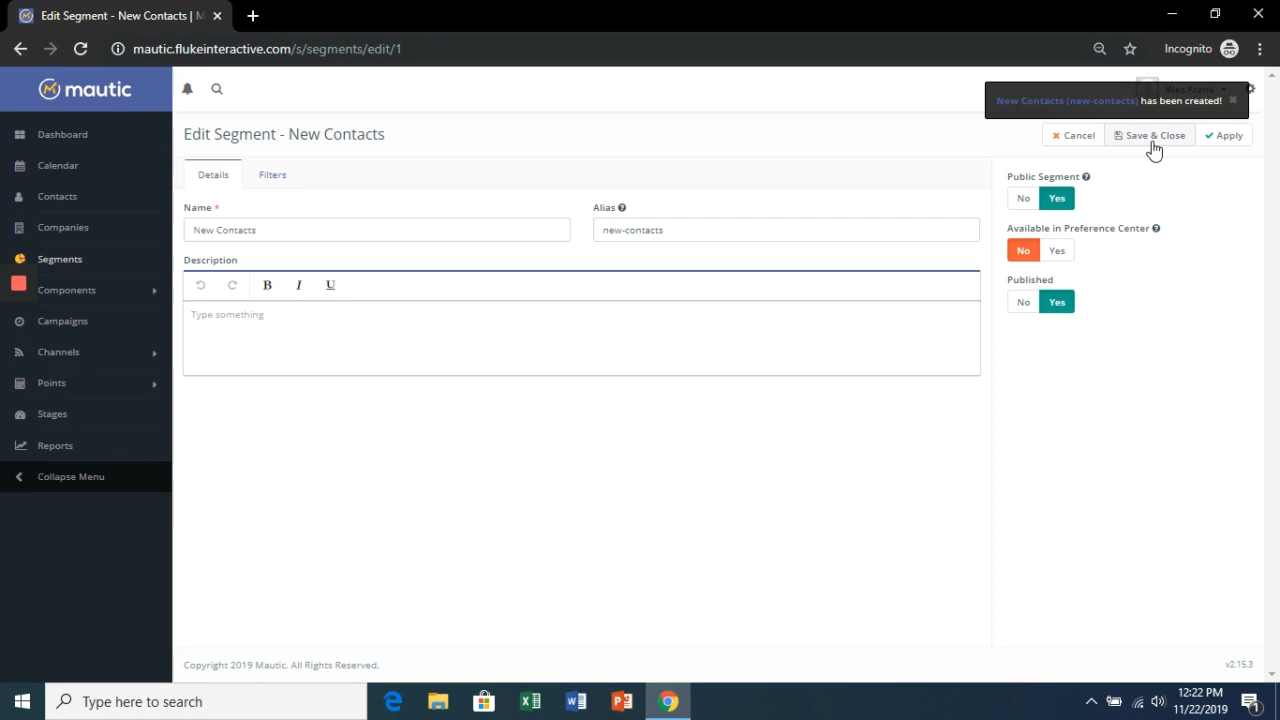 Edit Segment - New Contacts | M
mautic.flukeinteractive.com/s/segments/edit/1
Incognito
mautic
Wes Frank
New Contacts (new-contacts) has been created!
Edit Segment - New Contacts
Cancel
Save & Close
Apply
Dashboard
Calendar
Contacts
Companies
Segments
Components
Campaigns
Channels
Points
Stages
Reports
Collapse Menu
Details
Filters
Name *
New Contacts
Alias
new-contacts
Description
B I U
Type something
Public Segment
No Yes
Available in Preference Center
No Yes
Published
No Yes
Copyright 2019 Mautic. All Rights Reserved.
v2.15.3
Type here to search
12:22 PM
11/22/2019
1